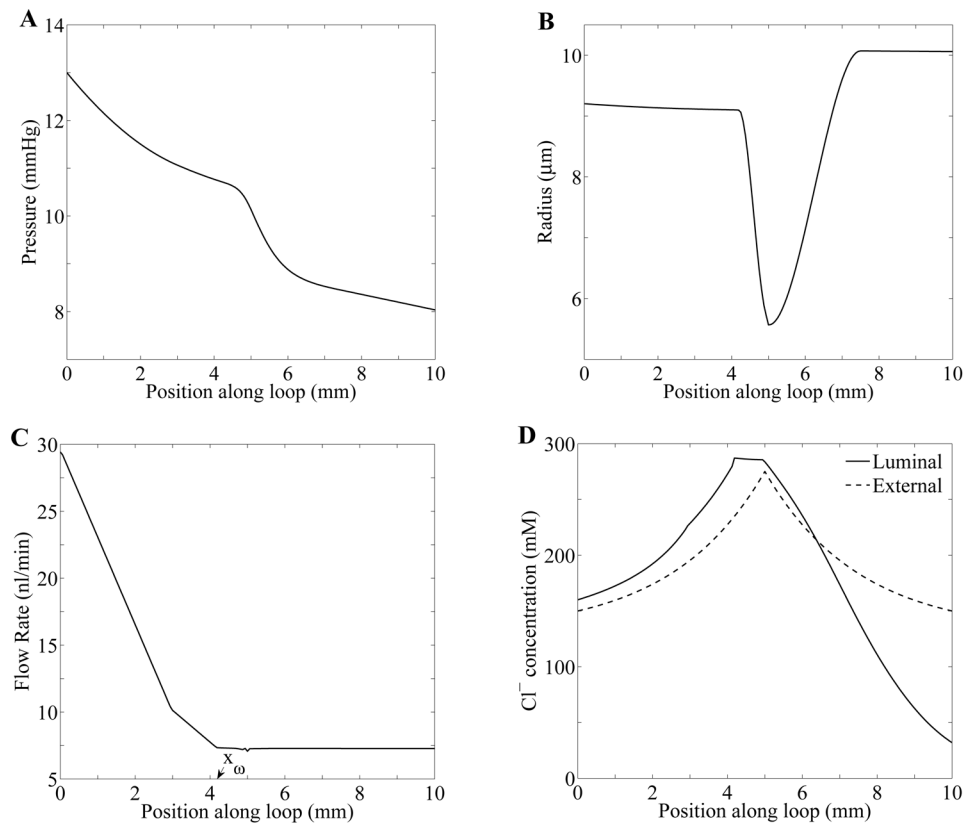 A
14
12
10
8
Pressure (mmHg)
0 2 4 6 8 10
Position along loop (mm)
B
10
8
6
Radius (μm)
0 2 4 6 8 10
Position along loop (mm)
C
30
25
20
15
10
5
Flow Rate (nl/min)
xω
0 2 4 6 8 10
Position along loop (mm)
D
300
200
100
0
Cl⁻ concentration (mM)
Luminal
External
0 2 4 6 8 10
Position along loop (mm)